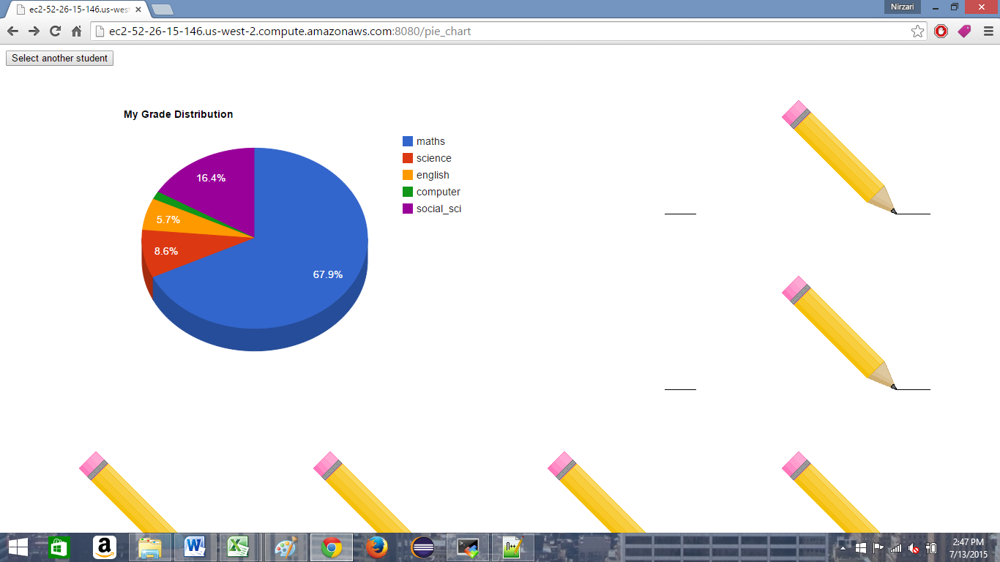 ec2-52-26-15-146.us-west
Nirzari
ec2-52-26-15-146.us-west-2.compute.amazonaws.com:8080/pie_chart
Select another student
My Grade Distribution
maths
science
english
computer
social_sci
16.4%
5.7%
8.6%
67.9%
2:47 PM
7/13/2015